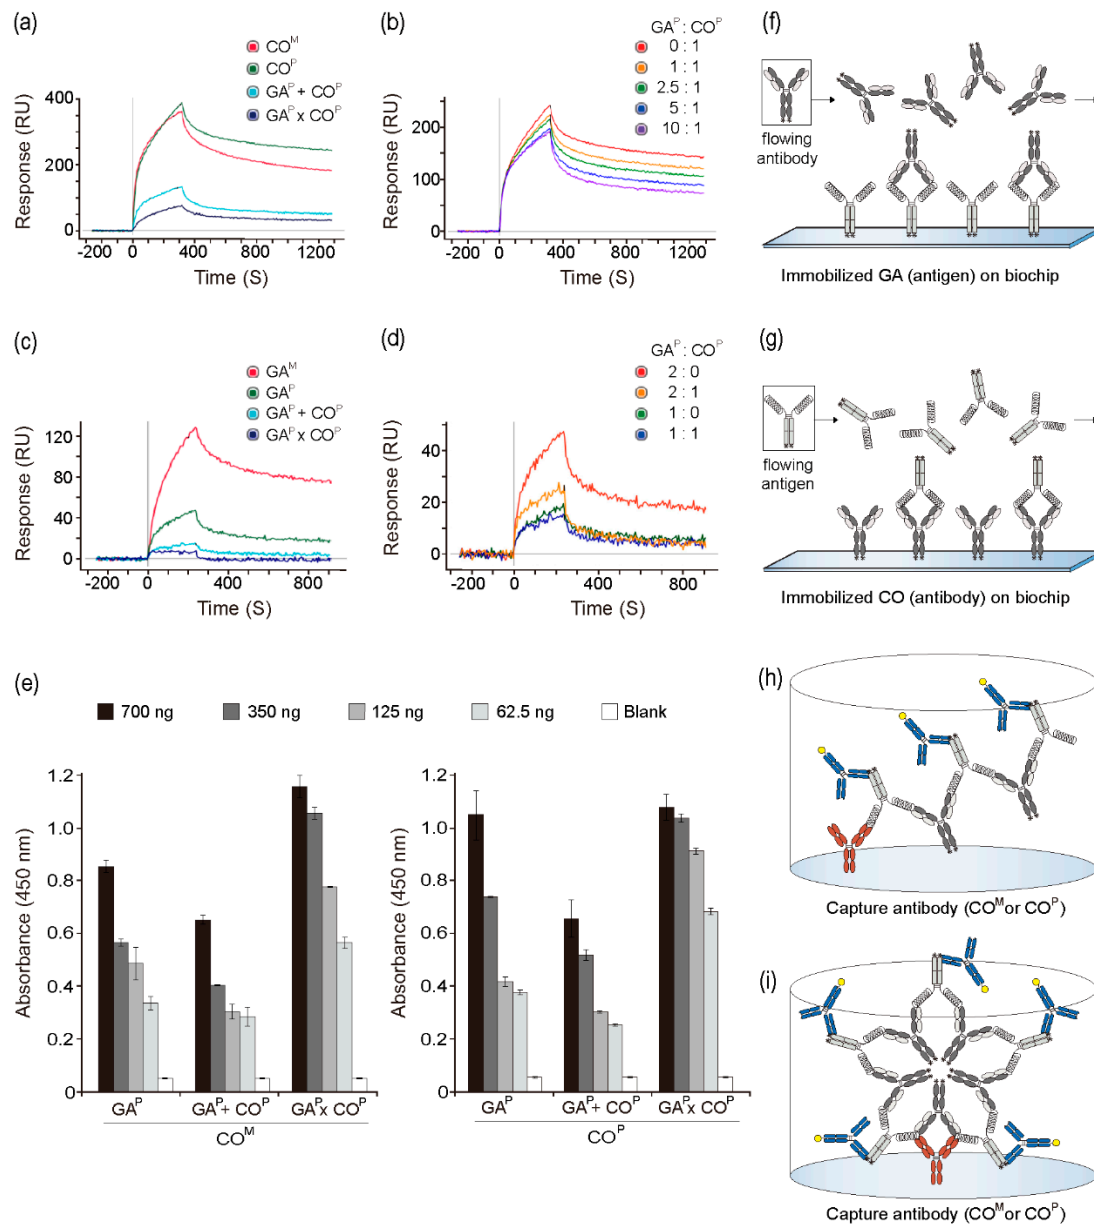 (a)
CO^M
CO^P
GA^P + CO^P
GA^P x CO^P
400
200
0
Response (RU)
-200 0 400 800 1200
Time (S)
(b)
GA^P : CO^P
0 : 1
1 : 1
2.5 : 1
5 : 1
10 : 1
200
100
0
Response (RU)
-200 0 400 800 1200
Time (S)
(f)
flowing
antibody
Immobilized GA (antigen) on biochip
(c)
GA^M
GA^P
GA^P + CO^P
GA^P x CO^P
120
80
40
0
Response (RU)
-200 0 400 800
Time (S)
(d)
GA^P : CO^P
2 : 0
2 : 1
1 : 0
1 : 1
40
20
0
Response (RU)
-200 0 400 800
Time (S)
(g)
flowing
antigen
Immobilized CO (antibody) on biochip
(e)
700 ng 350 ng 125 ng 62.5 ng Blank
1.2
1.0
0.8
0.6
0.4
0.2
0
Absorbance (450 nm)
GA^P GA^P + CO^P GA^P x CO^P
CO^M
1.2
1.0
0.8
0.6
0.4
0.2
0
Absorbance (450 nm)
GA^P GA^P + CO^P GA^P x CO^P
CO^P
(h)
Capture antibody (CO^M or CO^P)
(i)
Capture antibody (CO^M or CO^P)